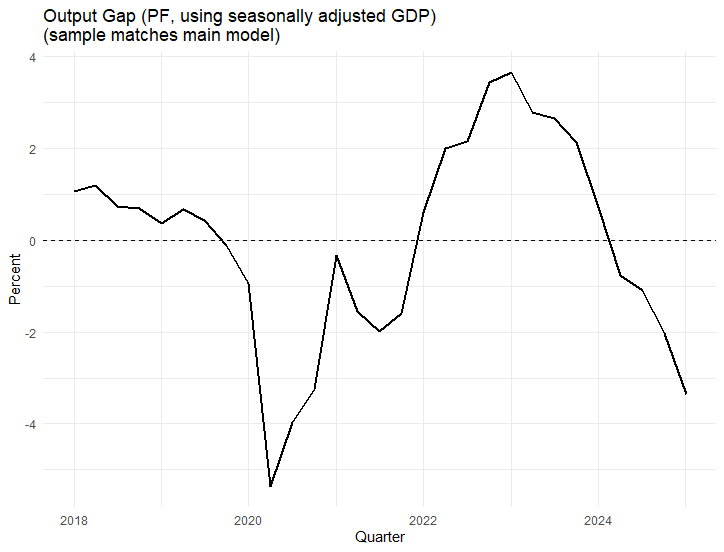 Output Gap (PF, using seasonally adjusted GDP)
(sample matches main model)
4
2
0
-2
-4
Percent
2018
2020
2022
2024
Quarter